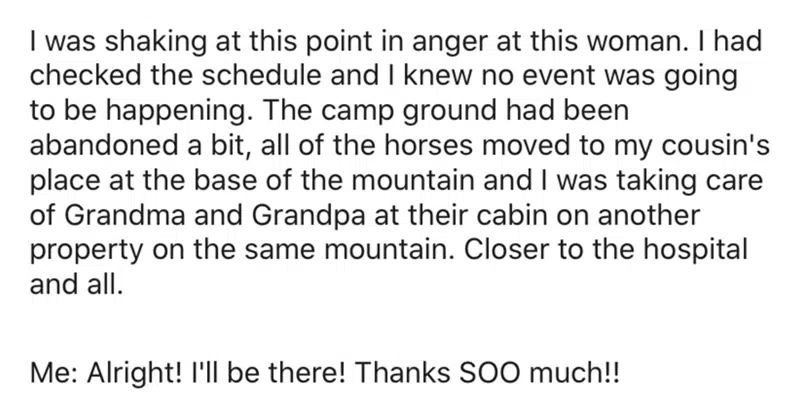 I was shaking at this point in anger at this woman. I had
checked the schedule and I knew no event was going
to be happening. The camp ground had been
abandoned a bit, all of the horses moved to my cousin's
place at the base of the mountain and I was taking care
of Grandma and Grandpa at their cabin on another
property on the same mountain. Closer to the hospital
and all.
Me: Alright! I'll be there! Thanks SOO much!!